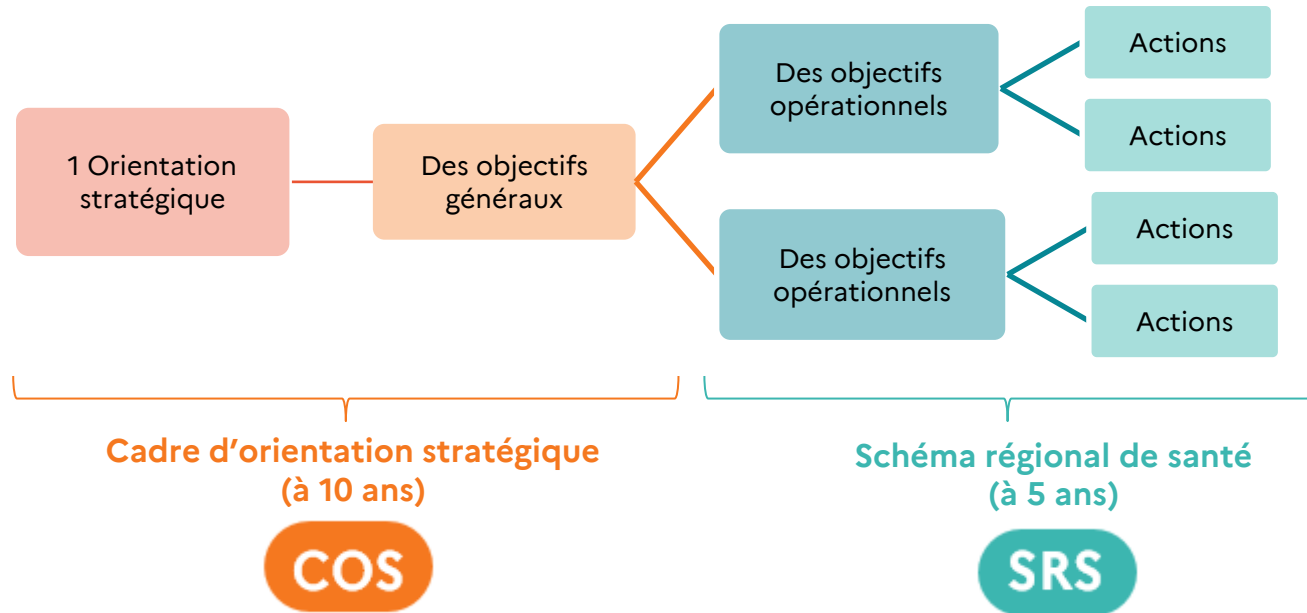 1 Orientation
stratégique
Des objectifs
généraux
Des objectifs
opérationnels
Actions
Actions
Des objectifs
opérationnels
Actions
Actions
Cadre d’orientation stratégique
(à 10 ans)
COS
Schéma régional de santé
(à 5 ans)
SRS